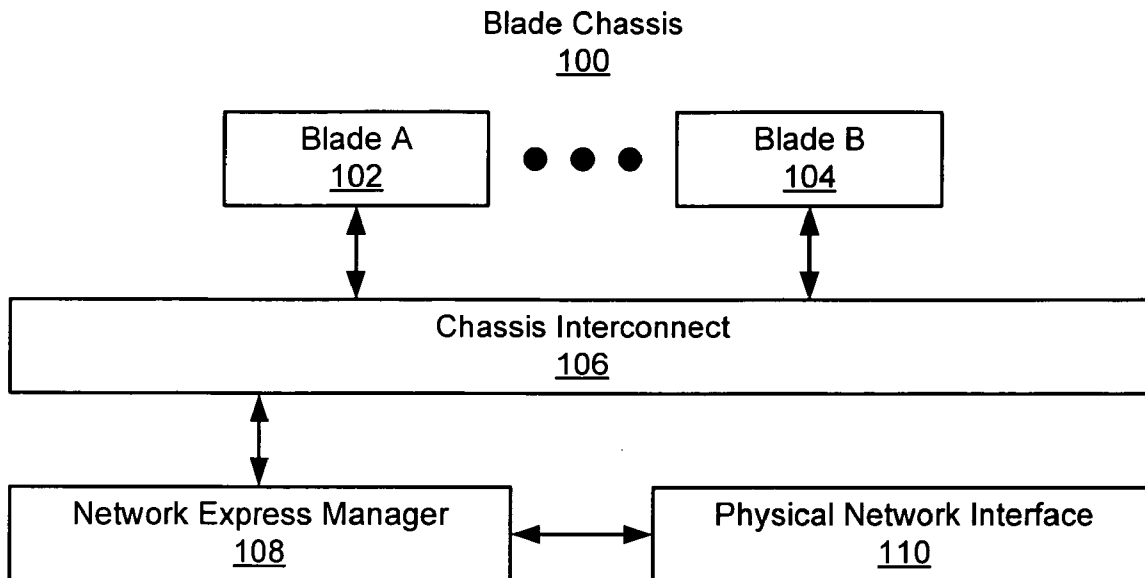 Blade Chassis
100
Blade A
102
Blade B
104
Chassis Interconnect
106
Network Express Manager
108
Physical Network Interface
110